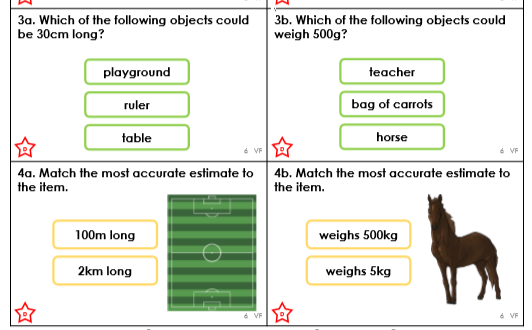 3a. Which of the following objects could
be 30cm long?
playground
ruler
table
D
6 VF
3b. Which of the following objects could
weigh 500g?
teacher
bag of carrots
horse
D
6 VF
4a. Match the most accurate estimate to
the item.
100m long
2km long
D
6 VF
4b. Match the most accurate estimate to
the item.
weighs 500kg
weighs 5kg
D
6 VF